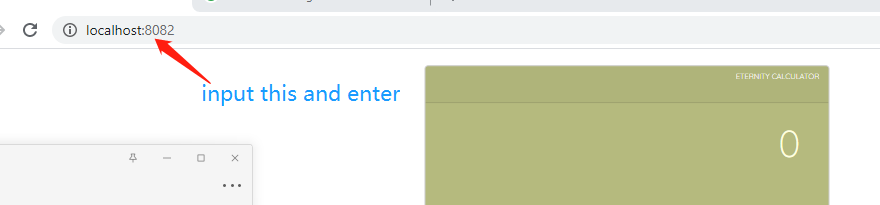 localhost:8082
input this and enter
ETERNITY CALCULATOR
0